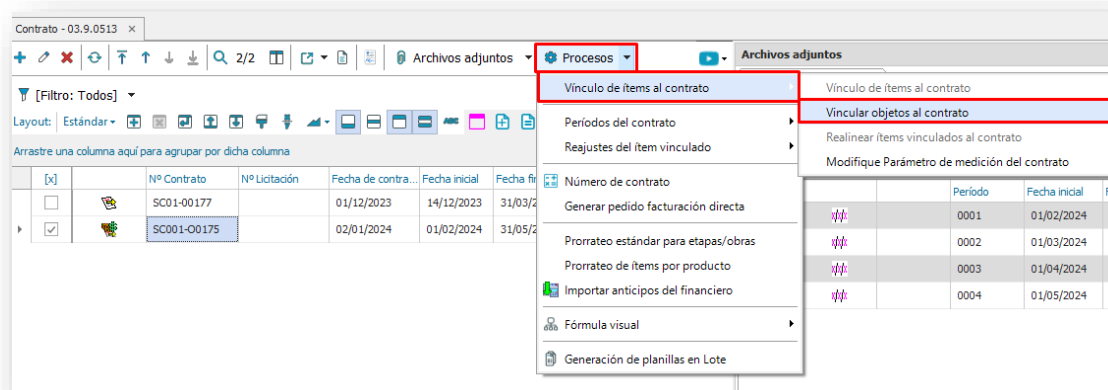 Contrato - 03.9.0513 ×
2/2 Archivos adjuntos Procesos
Archivos adjuntos
[Filtro: Todos]
Layout: Estándar
ABC
Arrastre una columna aquí para agrupar por dicha columna
[x] Nº Contrato Nº Licitación Fecha de contra... Fecha inicial Fecha fi
SC01-00177 01/12/2023 14/12/2023 31/03/2
SC001-O0175 02/01/2024 01/02/2024 31/05/2
Vínculo de ítems al contrato
Períodos del contrato
Reajustes del ítem vinculado
Número de contrato
Generar pedido facturación directa
Prorrateo estándar para etapas/obras
Prorrateo de ítems por producto
Importar anticipos del financiero
Fórmula visual
Generación de planillas en Lote
Vínculo de ítems al contrato
Vincular objetos al contrato
Realinear ítems vinculados al contrato
Modifique Parámetro de medición del contrato
Período Fecha inicial
0001 01/02/2024
0002 01/03/2024
0003 01/04/2024
0004 01/05/2024